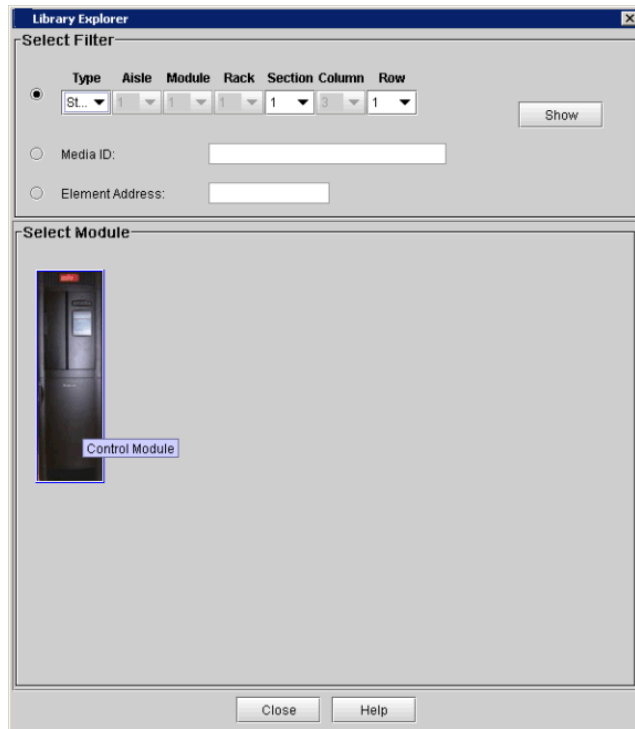 Library Explorer
Select Filter
Type Aisle Module Rack Section Column Row
St... 1 1 1 1 3 1
Show
Media ID:
Element Address:
Select Module
Control Module
Close Help